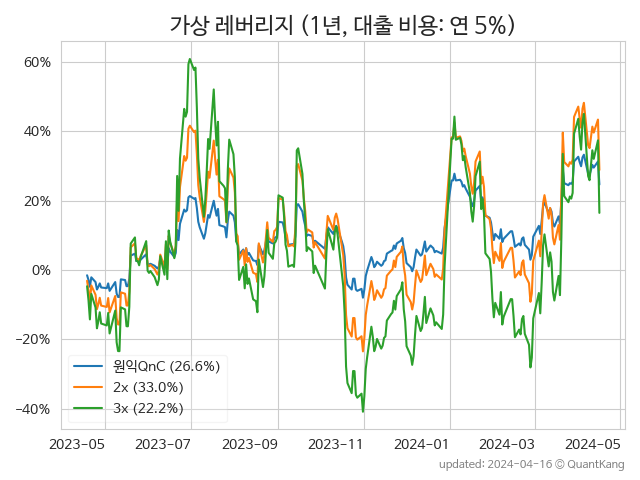 가상 레버리지 (1년, 대출 비용: 연 5%)
60%
40%
20%
0%
−20%
−40%
원익QnC (26.6%)
2x (33.0%)
3x (22.2%)
2023-05 2023-07 2023-09 2023-11 2024-01 2024-03 2024-05
updated: 2024-04-16 © QuantKang